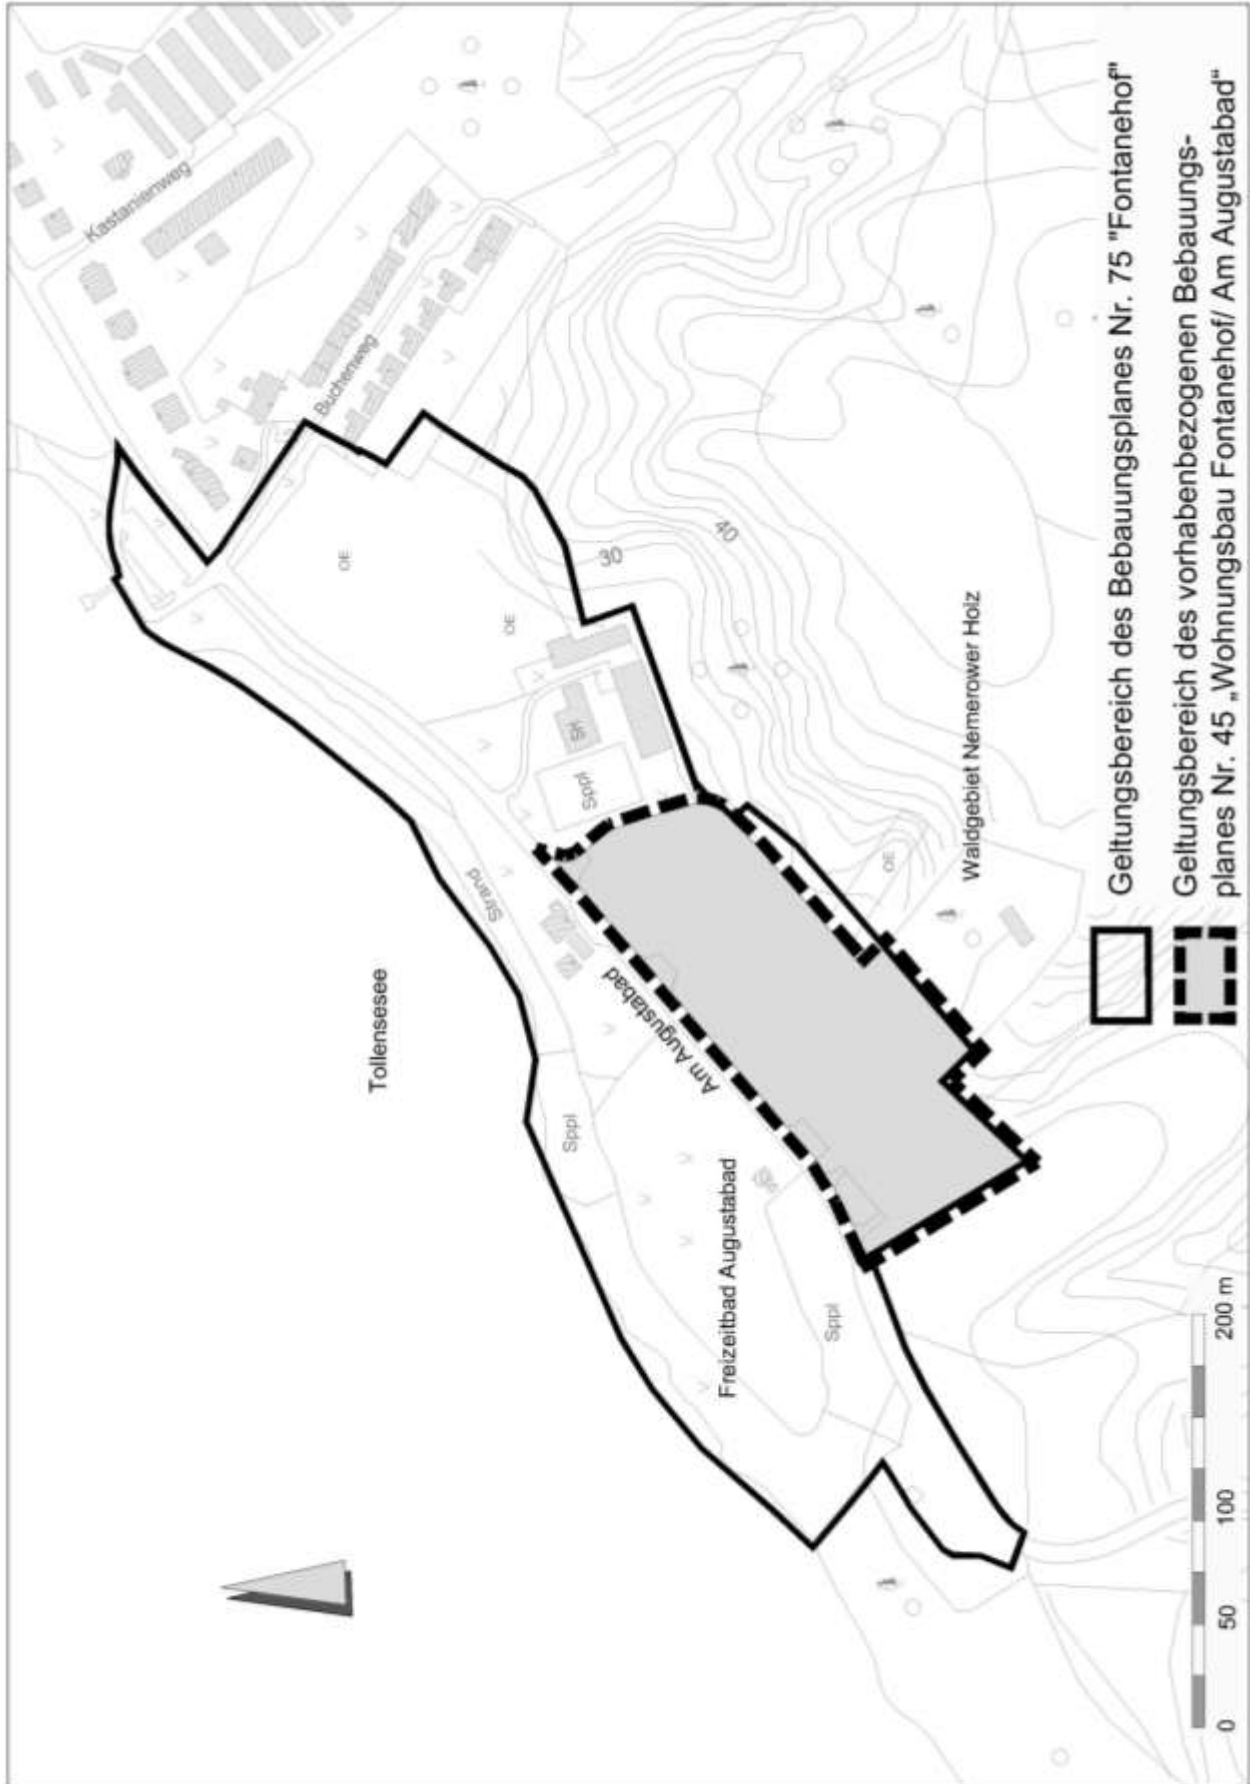 Kastanienweg
Buchenweg
OE
OE
30
40
SH
Sppl
Strand
Tollensesee
Am Augustabad
Sppl
OE
Waldgebiet Nemerower Holz
Freizeitbad Augustabad
Sppl
0 50 100 200 m
Geltungsbereich des Bebauungsplanes Nr. 75 "Fontanehof"
Geltungsbereich des vorhabenbezogenen Bebauungs-
planes Nr. 45 „Wohnungsbau Fontanehof/ Am Augustabad"